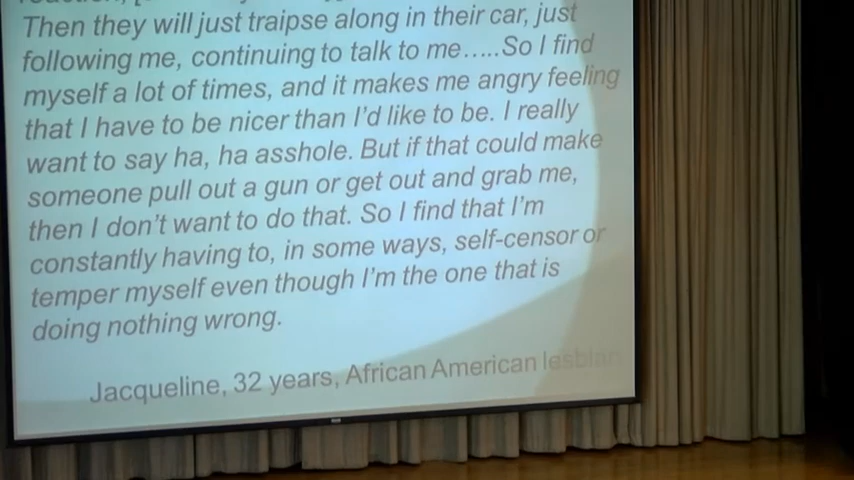 Then they will just traipse along in their car, just
following me, continuing to talk to me…..So I find
myself a lot of times, and it makes me angry feeling
that I have to be nicer than I'd like to be. I really
want to say ha, ha asshole. But if that could make
someone pull out a gun or get out and grab me,
then I don't want to do that. So I find that I'm
constantly having to, in some ways, self-censor or
temper myself even though I'm the one that is
doing nothing wrong.
Jacqueline, 32 years, African American lesbian